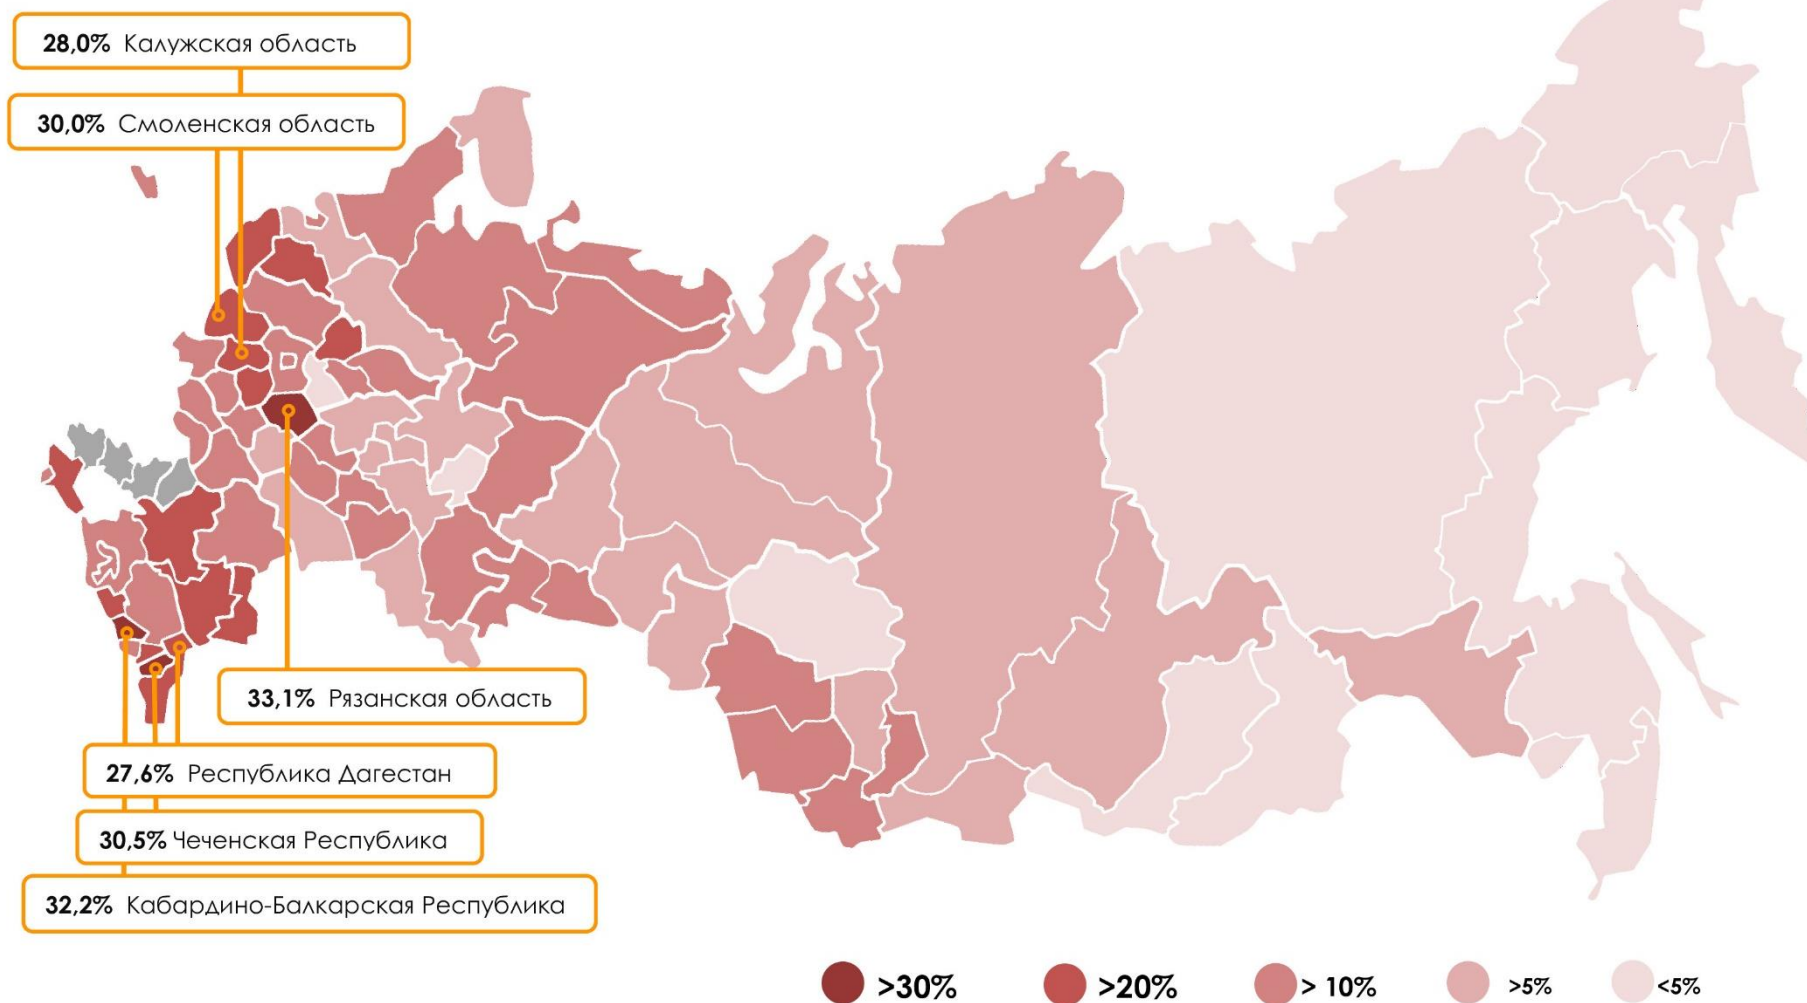 28,0% Калужская область
30,0% Смоленская область
33,1% Рязанская область
27,6% Республика Дагестан
30,5% Чеченская Республика
32,2% Кабардино-Балкарская Республика
>30% >20% > 10% >5% <5%